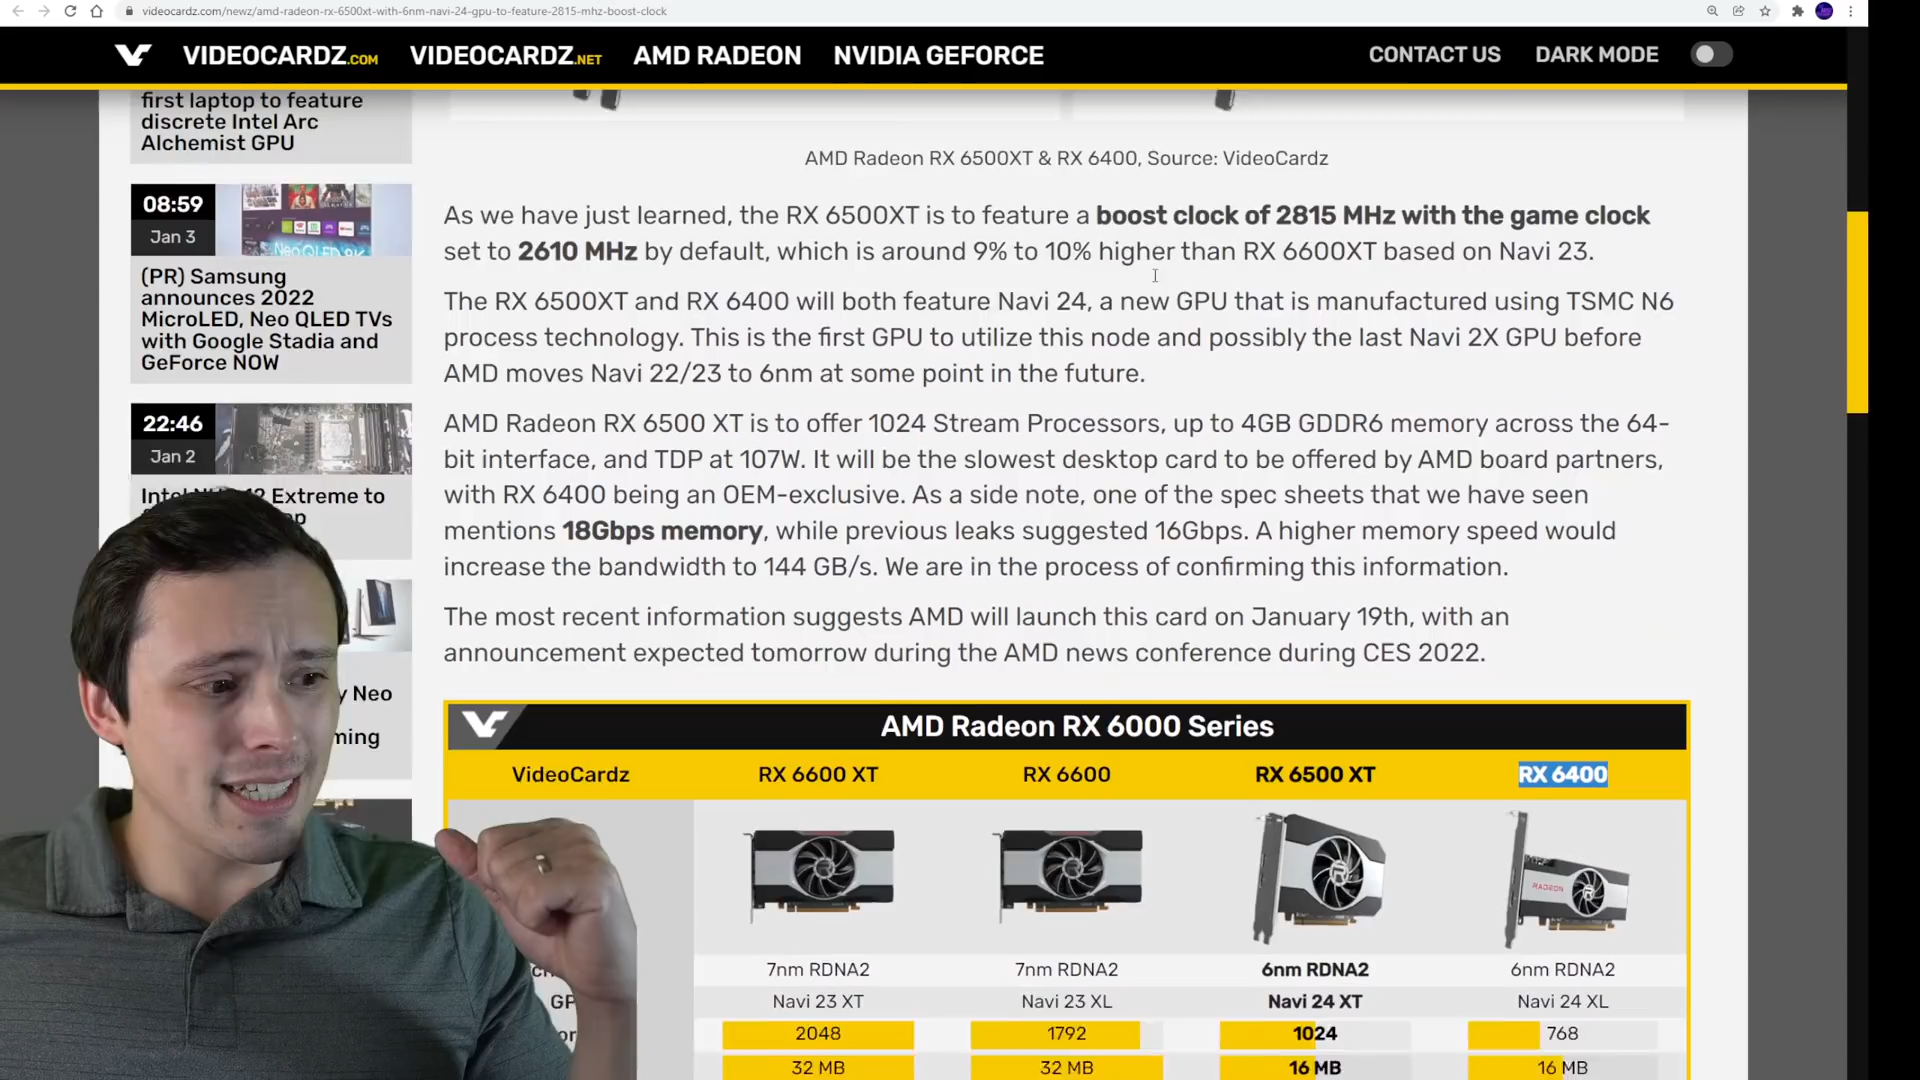 videocardz.com/newz/amd-radeon-rx-6500xt-with-6nm-navi-24-gpu-to-feature-2815-mhz-boost-clock
VIDEOCARDZ.COM VIDEOCARDZ.NET AMD RADEON NVIDIA GEFORCE CONTACT US DARK MODE
first laptop to feature
discrete Intel Arc
Alchemist GPU
08:59
Jan 3
Neo QLED 8K
(PR) Samsung
announces 2022
MicroLED, Neo QLED TVs
with Google Stadia and
GeForce NOW
22:46
Jan 2
Extreme to
y Neo
ming
AMD Radeon RX 6500XT & RX 6400, Source: VideoCardz
As we have just learned, the RX 6500XT is to feature a boost clock of 2815 MHz with the game clock
set to 2610 MHz by default, which is around 9% to 10% higher than RX 6600XT based on Navi 23.
The RX 6500XT and RX 6400 will both feature Navi 24, a new GPU that is manufactured using TSMC N6
process technology. This is the first GPU to utilize this node and possibly the last Navi 2X GPU before
AMD moves Navi 22/23 to 6nm at some point in the future.
AMD Radeon RX 6500 XT is to offer 1024 Stream Processors, up to 4GB GDDR6 memory across the 64-
bit interface, and TDP at 107W. It will be the slowest desktop card to be offered by AMD board partners,
with RX 6400 being an OEM-exclusive. As a side note, one of the spec sheets that we have seen
mentions 18Gbps memory, while previous leaks suggested 16Gbps. A higher memory speed would
increase the bandwidth to 144 GB/s. We are in the process of confirming this information.
The most recent information suggests AMD will launch this card on January 19th, with an
announcement expected tomorrow during the AMD news conference during CES 2022.
AMD Radeon RX 6000 Series
VideoCardz RX 6600 XT RX 6600 RX 6500 XT RX 6400
RADEON
7nm RDNA2 7nm RDNA2 6nm RDNA2 6nm RDNA2
GP Navi 23 XT Navi 23 XL Navi 24 XT Navi 24 XL
or 2048 1792 1024 768
32 MB 32 MB 16 MB 16 MB